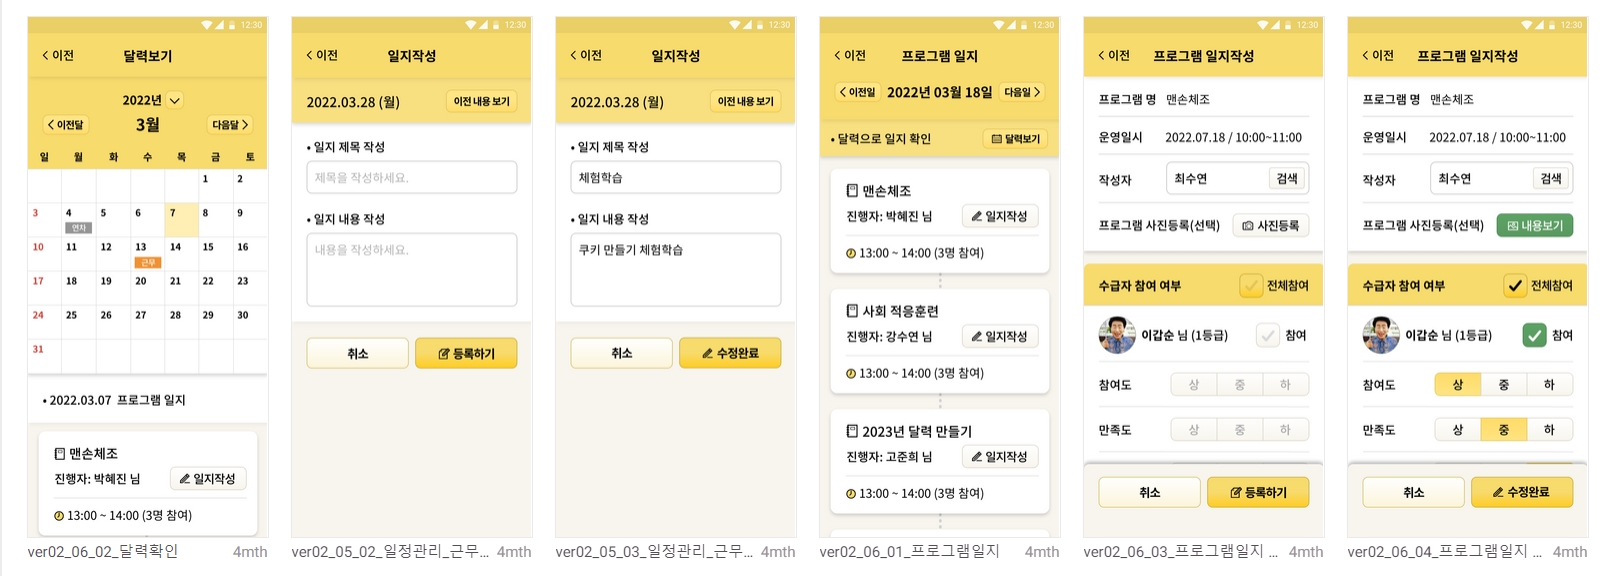 12:30
이전
달력보기
2022년
이전달
3월
다음달
일 월 화 수 목 금 토
1 2
3 4 5 6 7 8 9
연차
10 11 12 13 14 15 16
근무
17 18 19 20 21 22 23
24 25 26 27 28 29 30
31
• 2022.03.07 프로그램 일지
맨손체조
진행자: 박혜진 님
일지작성
13:00 ~ 14:00 (3명 참여)
ver02_06_02_달력확인
4mth
12:30
이전
일지작성
2022.03.28 (월)
이전 내용 보기
• 일지 제목 작성
제목을 작성하세요.
• 일지 내용 작성
내용을 작성하세요.
취소
등록하기
ver02_05_02_일정관리_근무...
4mth
12:30
이전
일지작성
2022.03.28 (월)
이전 내용 보기
• 일지 제목 작성
체험학습
• 일지 내용 작성
쿠키 만들기 체험학습
취소
수정완료
ver02_05_03_일정관리_근무...
4mth
12:30
이전
프로그램 일지
이전일
2022년 03월 18일
다음일
• 달력으로 일지 확인
달력보기
맨손체조
진행자: 박혜진 님
일지작성
13:00 ~ 14:00 (3명 참여)
사회 적응훈련
진행자: 강수연 님
일지작성
13:00 ~ 14:00 (3명 참여)
2023년 달력 만들기
진행자: 고준희 님
일지작성
13:00 ~ 14:00 (3명 참여)
ver02_06_01_프로그램일지
4mth
12:30
이전
프로그램 일지작성
프로그램 명 맨손체조
운영일시 2022.07.18 / 10:00~11:00
작성자 최수연 검색
프로그램 사진등록(선택) 사진등록
수급자 참여 여부 전체참여
이갑순 님 (1등급) 참여
참여도 상 중 하
만족도 상 중 하
취소
등록하기
ver02_06_03_프로그램일지 ...
4mth
12:30
이전
프로그램 일지작성
프로그램 명 맨손체조
운영일시 2022.07.18 / 10:00~11:00
작성자 최수연 검색
프로그램 사진등록(선택) 내용보기
수급자 참여 여부 전체참여
이갑순 님 (1등급) 참여
참여도 상 중 하
만족도 상 중 하
취소
수정완료
ver02_06_04_프로그램일지 ...
4mth